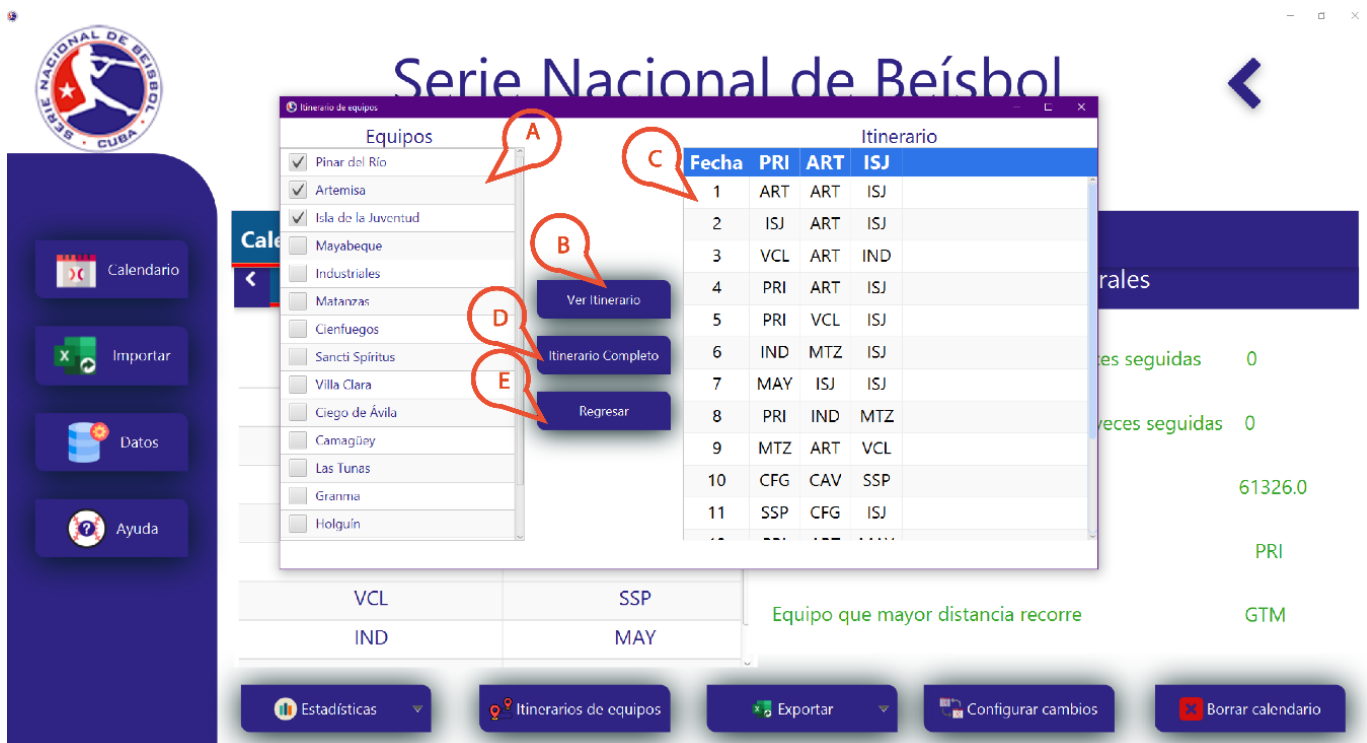 SERIE NACIONAL DE BEISBOL
CUBA
Serie Nacional de Beísbol
Itinerario de equipos
Equipos
A
Pinar del Río
Artemisa
Isla de la Juventud
Mayabeque
Industriales
Matanzas
Cienfuegos
Sancti Spíritus
Villa Clara
Ciego de Ávila
Camagüey
Las Tunas
Granma
Holguín
B
Ver Itinerario
D
Itinerario Completo
E
Regresar
C
Itinerario
Fecha PRI ART ISJ
1 ART ART ISJ
2 ISJ ART ISJ
3 VCL ART IND
4 PRI ART ISJ
5 PRI VCL ISJ
6 IND MTZ ISJ
7 MAY ISJ ISJ
8 PRI IND MTZ
9 MTZ ART VCL
10 CFG CAV SSP
11 SSP CFG ISJ
Calendario
Importar
Datos
Ayuda
Cale
rales
es seguidas 0
veces seguidas 0
61326.0
PRI
Equipo que mayor distancia recorre GTM
VCL SSP
IND MAY
Estadísticas
Itinerarios de equipos
Exportar
Configurar cambios
Borrar calendario